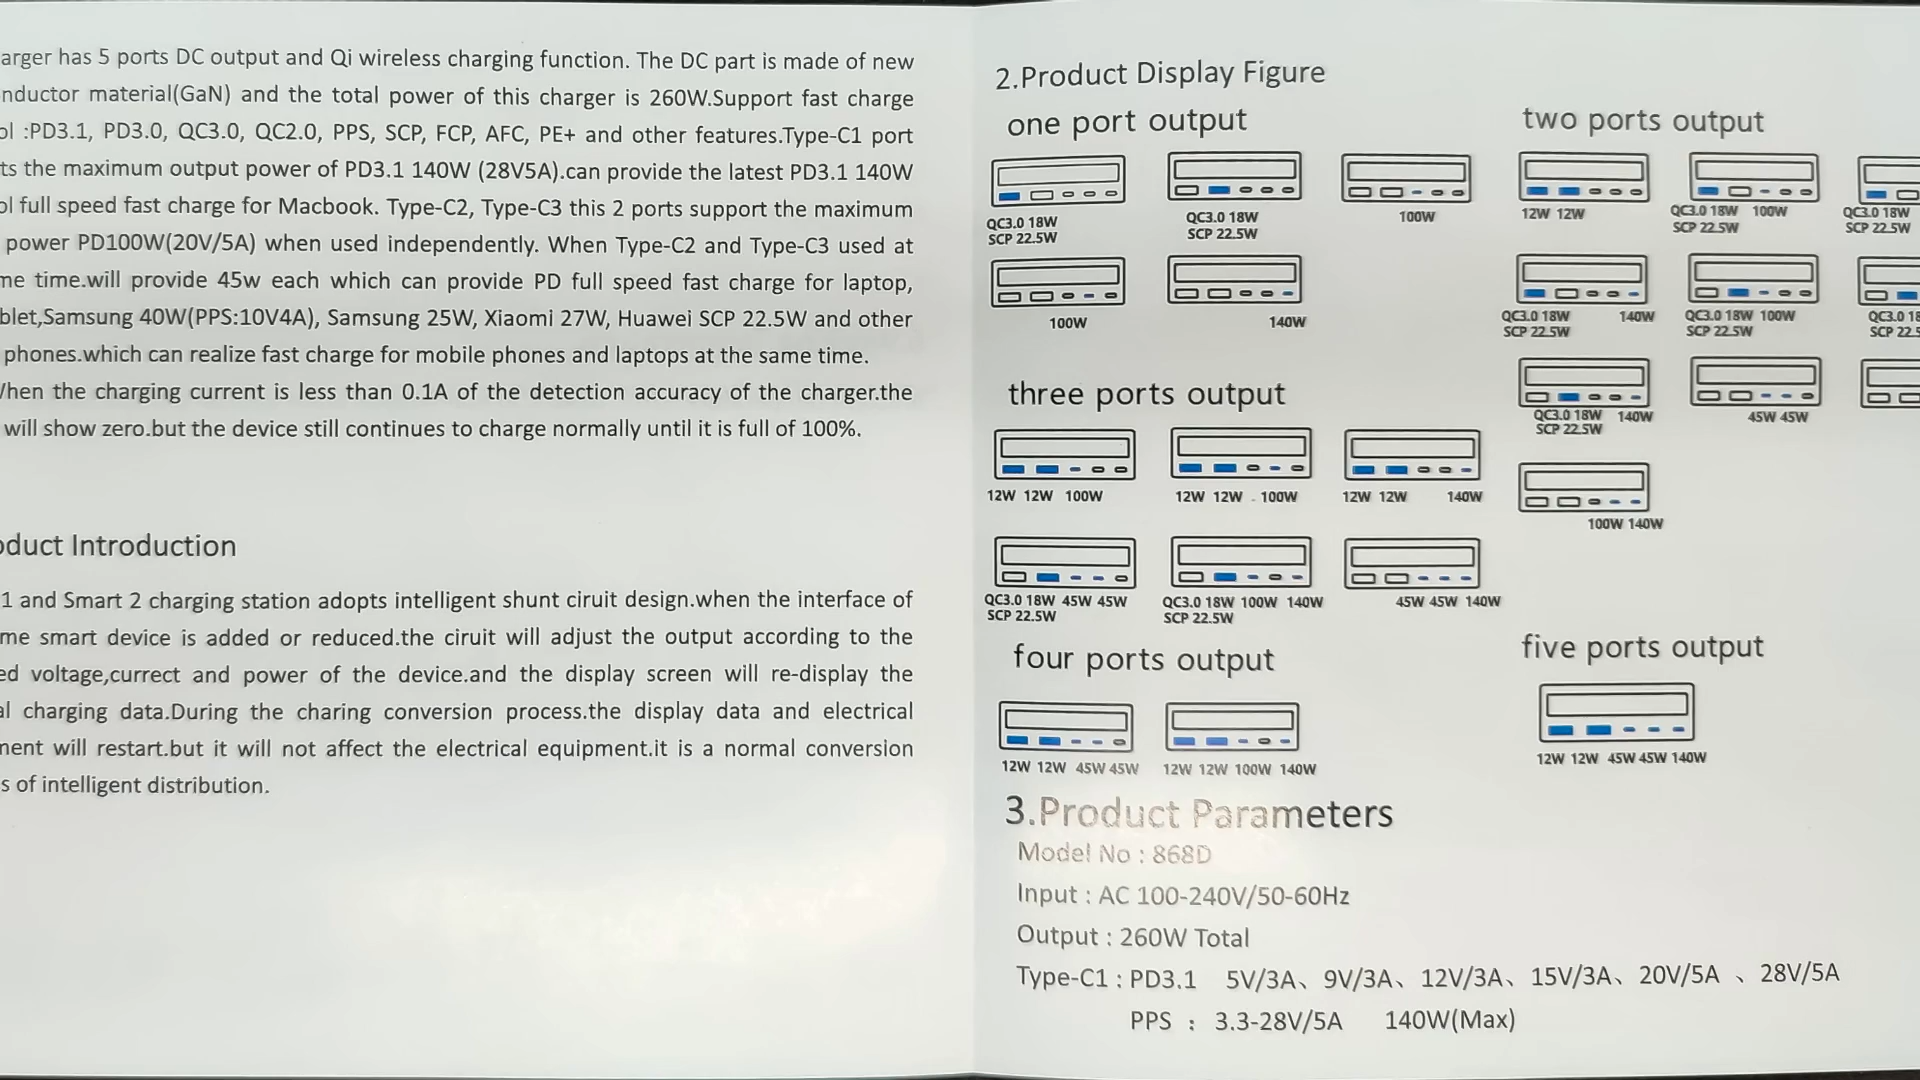 arger has 5 ports DC output and Qi wireless charging function. The DC part is made of new
nductor material(GaN) and the total power of this charger is 260W.Support fast charge
ol :PD3.1, PD3.0, QC3.0, QC2.0, PPS, SCP, FCP, AFC, PE+ and other features.Type-C1 port
ts the maximum output power of PD3.1 140W (28V5A).can provide the latest PD3.1 140W
ol full speed fast charge for Macbook. Type-C2, Type-C3 this 2 ports support the maximum
power PD100W(20V/5A) when used independently. When Type-C2 and Type-C3 used at
me time.will provide 45w each which can provide PD full speed fast charge for laptop,
blet,Samsung 40W(PPS:10V4A), Samsung 25W, Xiaomi 27W, Huawei SCP 22.5W and other
phones.which can realize fast charge for mobile phones and laptops at the same time.
When the charging current is less than 0.1A of the detection accuracy of the charger.the
will show zero.but the device still continues to charge normally until it is full of 100%.
oduct Introduction
1 and Smart 2 charging station adopts intelligent shunt ciruit design.when the interface of
me smart device is added or reduced.the ciruit will adjust the output according to the
ed voltage,currect and power of the device.and the display screen will re-display the
al charging data.During the charing conversion process.the display data and electrical
ment will restart.but it will not affect the electrical equipment.it is a normal conversion
s of intelligent distribution.
2.Product Display Figure
one port output
QC3.0 18W
SCP 22.5W
QC3.0 18W
SCP 22.5W
100W
100W
140W
two ports output
12W 12W
QC3.0 18W 100W
SCP 22.5W
QC3.0 18W
SCP 22.5W
QC3.0 18W 140W
SCP 22.5W
QC3.0 18W 100W
SCP 22.5W
QC3.0 18
SCP 22.
QC3.0 18W 140W
SCP 22.5W
45W 45W
100W 140W
three ports output
12W 12W 100W
12W 12W 100W
12W 12W 140W
QC3.0 18W 45W 45W
SCP 22.5W
QC3.0 18W 100W 140W
SCP 22.5W
45W 45W 140W
four ports output
12W 12W 45W 45W
12W 12W 100W 140W
five ports output
12W 12W 45W 45W 140W
3.Product Parameters
Model No : 868D
Input : AC 100-240V/50-60Hz
Output : 260W Total
Type-C1 : PD3.1 5V/3A、9V/3A、12V/3A、15V/3A、20V/5A 、28V/5A
PPS : 3.3-28V/5A 140W(Max)